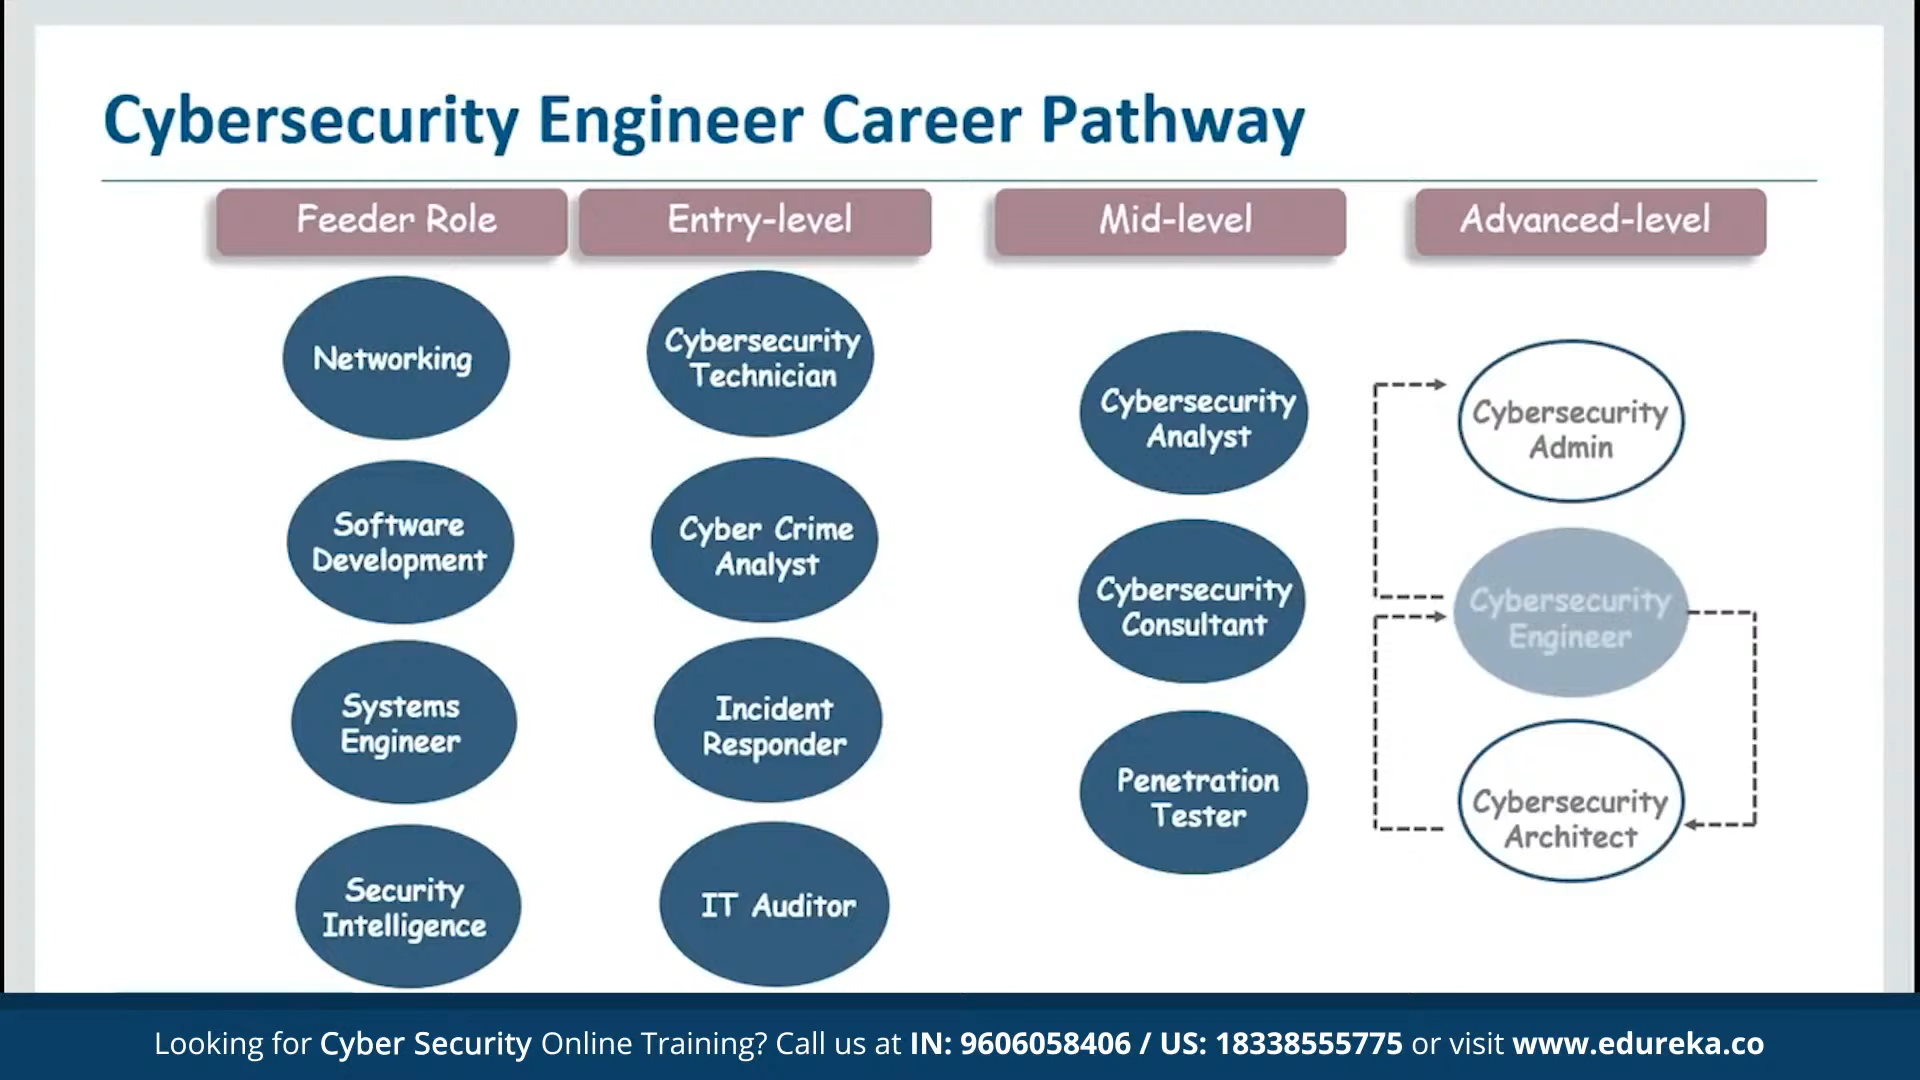 Cybersecurity Engineer Career Pathway
Feeder Role
Entry-level
Mid-level
Advanced-level
Networking
Software
Development
Systems
Engineer
Security
Intelligence
Cybersecurity
Technician
Cyber Crime
Analyst
Incident
Responder
IT Auditor
Cybersecurity
Analyst
Cybersecurity
Consultant
Penetration
Tester
Cybersecurity
Admin
Cybersecurity
Engineer
Cybersecurity
Architect
Looking for Cyber Security Online Training? Call us at IN: 9606058406 / US: 18338555775 or visit www.edureka.co